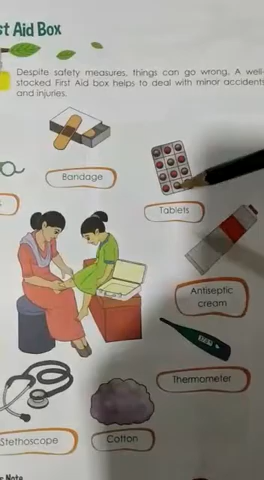 st Aid Box
Despite safety measures, things can go wrong. A well-
stocked First Aid box helps to deal with minor accidents
and injuries.
Bandage
s
Tablets
Antiseptic
cream
Thermometer
Stethoscope
Cotton
Note